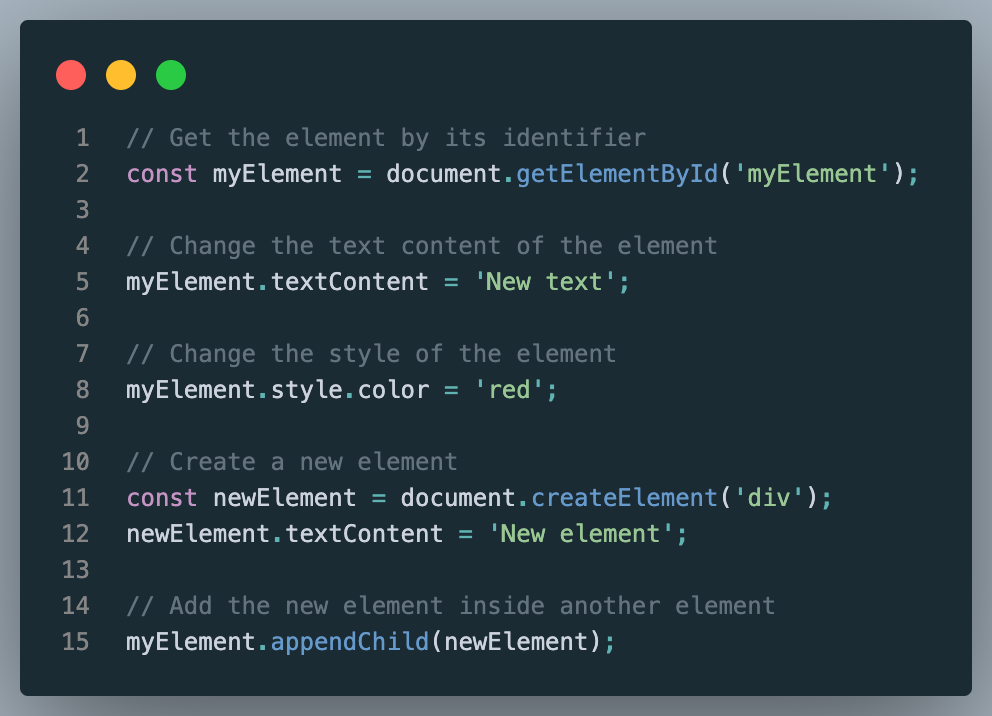 1 // Get the element by its identifier
2 const myElement = document.getElementById('myElement');
3
4 // Change the text content of the element
5 myElement.textContent = 'New text';
6
7 // Change the style of the element
8 myElement.style.color = 'red';
9
10 // Create a new element
11 const newElement = document.createElement('div');
12 newElement.textContent = 'New element';
13
14 // Add the new element inside another element
15 myElement.appendChild(newElement);